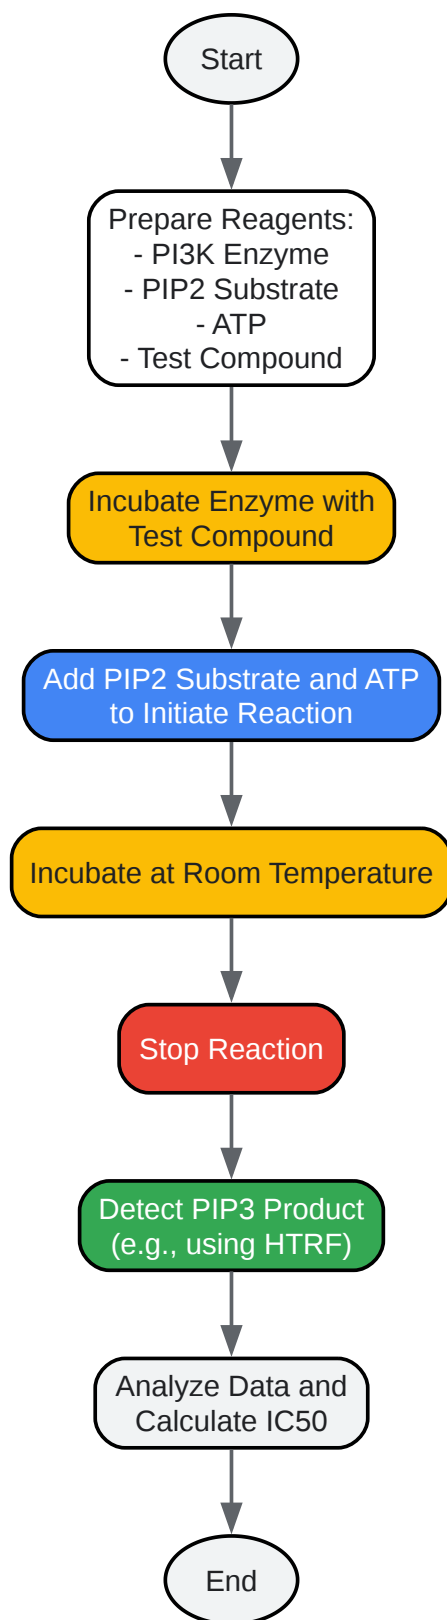 Start
Prepare Reagents:
- PI3K Enzyme
- PIP2 Substrate
- ATP
- Test Compound
Incubate Enzyme with
Test Compound
Add PIP2 Substrate and ATP
to Initiate Reaction
Incubate at Room Temperature
Stop Reaction
Detect PIP3 Product
(e.g., using HTRF)
Analyze Data and
Calculate IC50
End